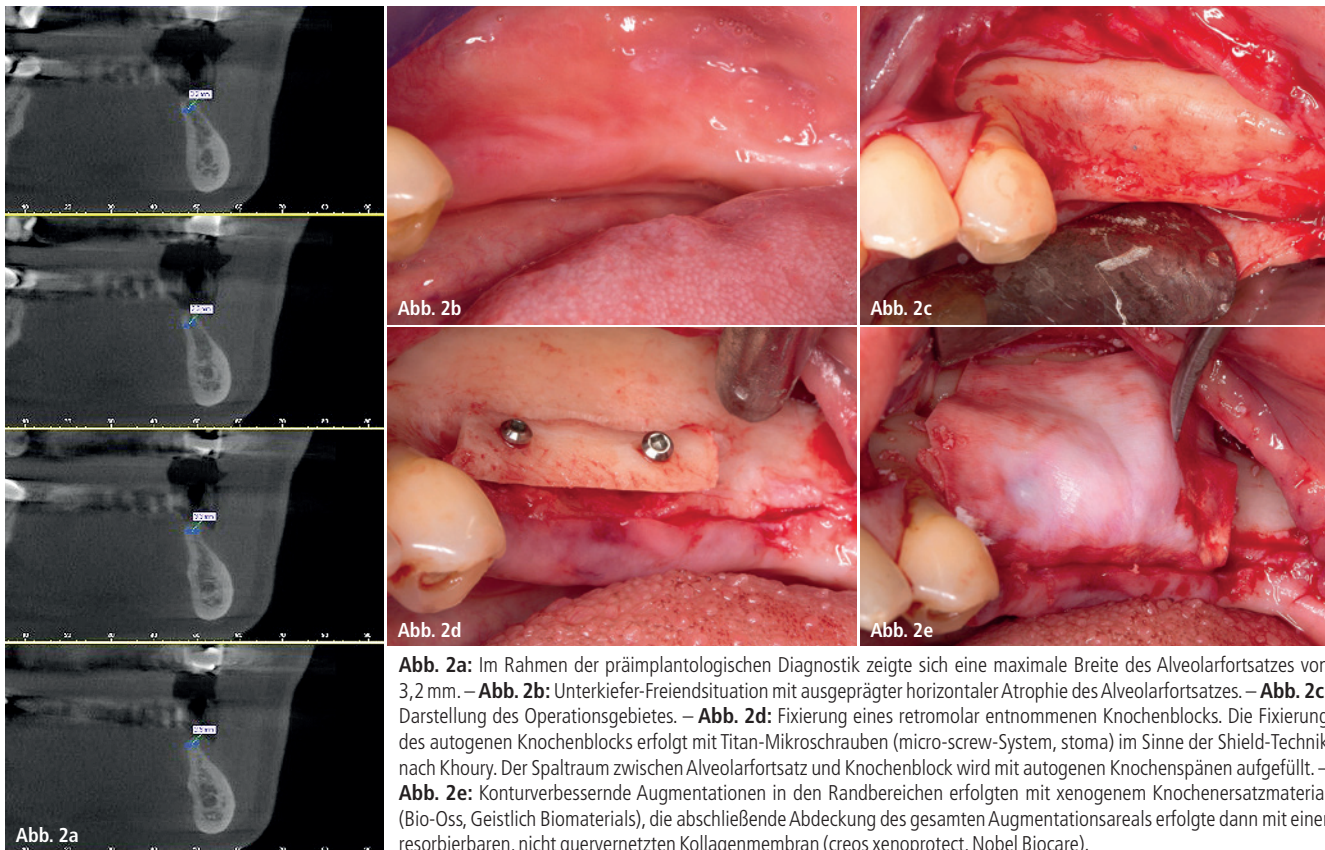 Abb. 2a
Abb. 2b
Abb. 2c
Abb. 2d
Abb. 2e
Abb. 2a: Im Rahmen der präimplantologischen Diagnostik zeigte sich eine maximale Breite des Alveolarfortsatzes von
3,2 mm. – Abb. 2b: Unterkiefer-Freiendsituation mit ausgeprägter horizontaler Atrophie des Alveolarfortsatzes. – Abb. 2c
Darstellung des Operationsgebietes. – Abb. 2d: Fixierung eines retromolar entnommenen Knochenblocks. Die Fixierung
des autogenen Knochenblocks erfolgt mit Titan-Mikroschrauben (micro-screw-System, stoma) im Sinne der Shield-Technik
nach Khoury. Der Spaltraum zwischen Alveolarfortsatz und Knochenblock wird mit autogenen Knochenspänen aufgefüllt. –
Abb. 2e: Konturverbessernde Augmentationen in den Randbereichen erfolgten mit xenogenem Knochenersatzmaterial
(Bio-Oss, Geistlich Biomaterials), die abschließende Abdeckung des gesamten Augmentationsareals erfolgte dann mit einer
resorbierbaren, nicht quervernetzten Kollagenmembran (creos xenoprotect, Nobel Biocare).